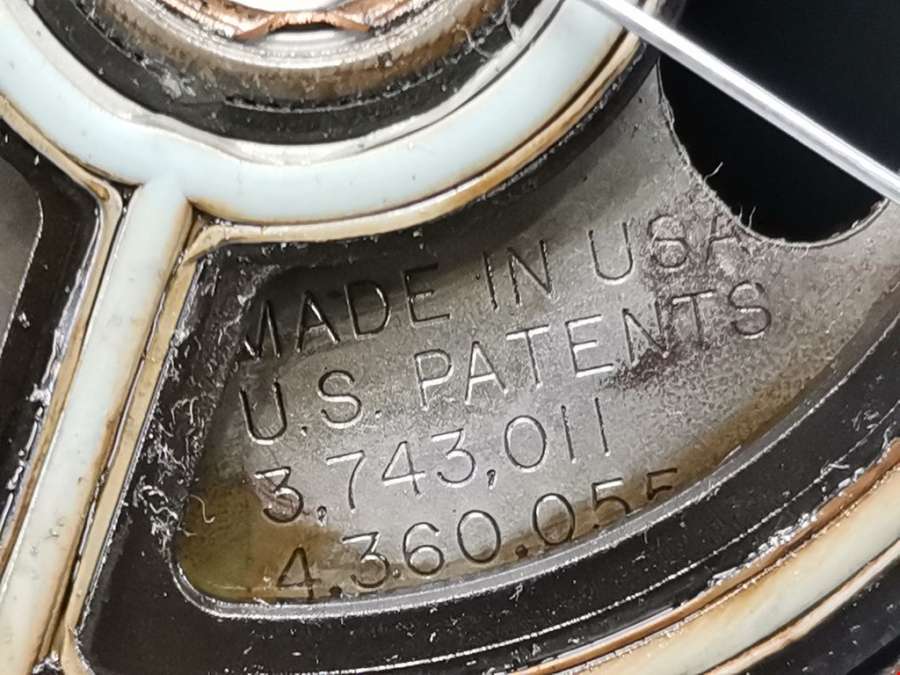 MADE IN USA
U.S. PATENTS
3,743,011
4,360,055